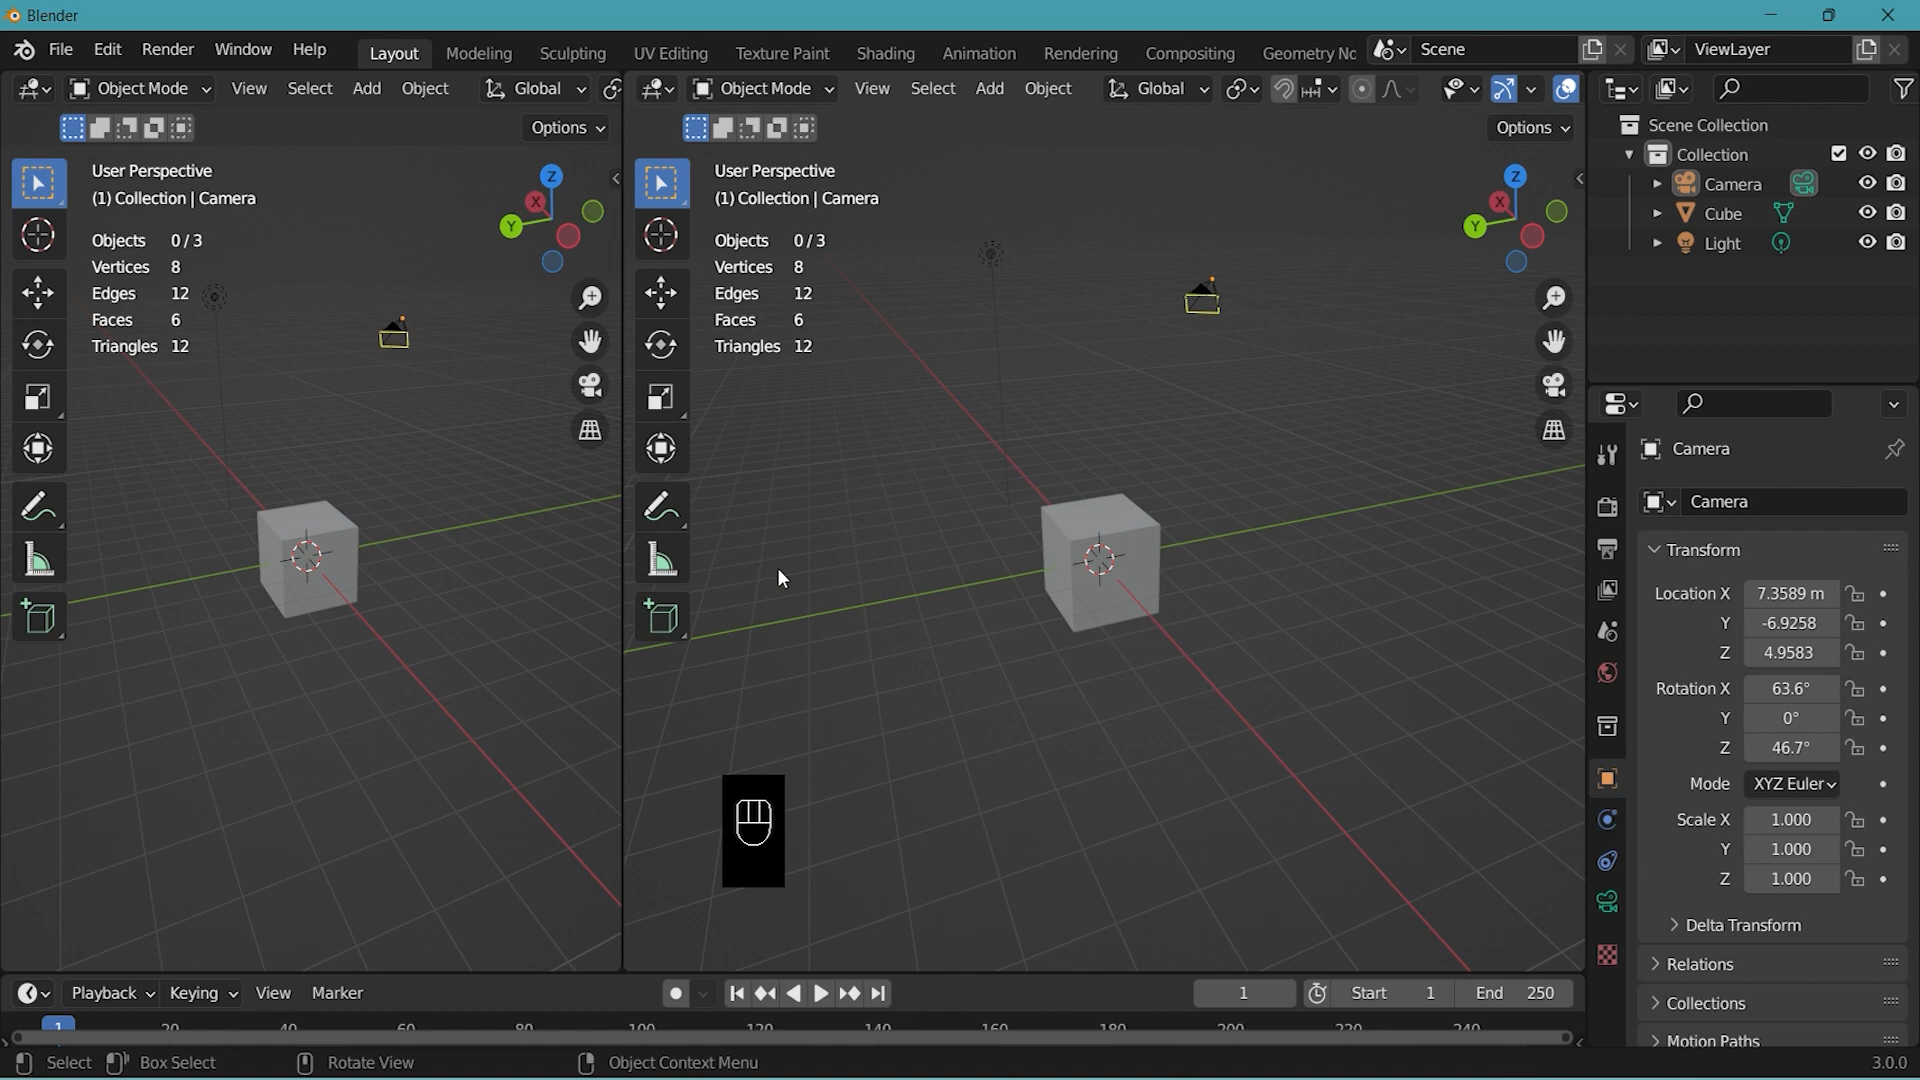 Blender
File Edit Render Window Help Layout Modeling Sculpting UV Editing Texture Paint Shading Animation Rendering Compositing Geometry No Scene ViewLayer
Object Mode View Select Add Object Global
Options
User Perspective
(1) Collection | Camera
Objects 0/3
Vertices 8
Edges 12
Faces 6
Triangles 12
Z
X
Y
Object Mode View Select Add Object Global
Options
User Perspective
(1) Collection | Camera
Objects 0/3
Vertices 8
Edges 12
Faces 6
Triangles 12
Z
X
Y
Scene Collection
Collection
Camera
Cube
Light
Camera
Camera
Transform
Location X 7.3589 m
Y -6.9258
Z 4.9583
Rotation X 63.6°
Y 0°
Z 46.7°
Mode XYZ Euler
Scale X 1.000
Y 1.000
Z 1.000
Delta Transform
Relations
Collections
Motion Paths
Playback Keying View Marker 1 Start 1 End 250
1 20 40 60 80 100 120 140 160 180 200 220 240
Select Box Select Rotate View Object Context Menu 3.0.0